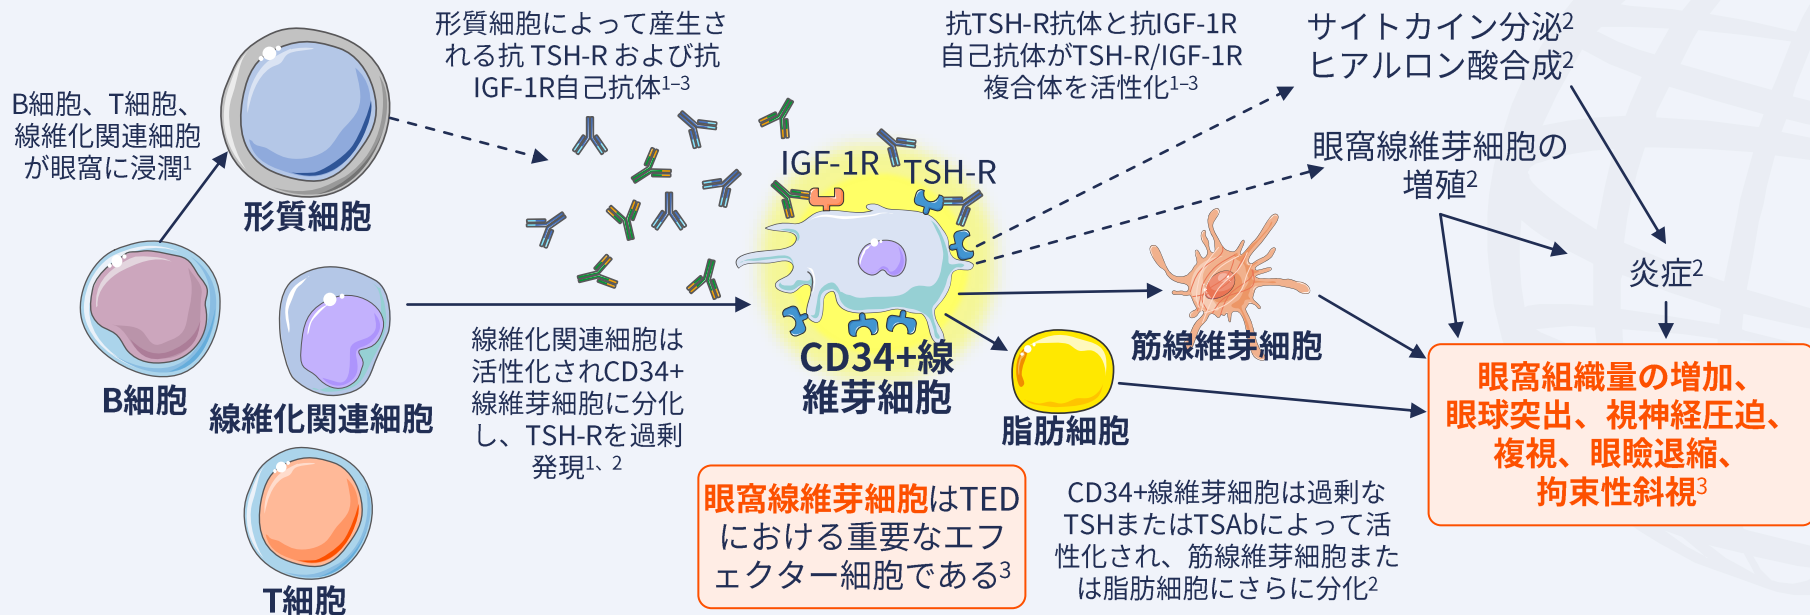 B細胞、T細胞、
線維化関連細胞
が眼窩に浸潤1
形質細胞
B細胞
線維化関連細胞
T細胞
形質細胞によって産生さ
れる抗 TSH-R および抗
IGF-1R自己抗体1–3
線維化関連細胞は
活性化されCD34+
線維芽細胞に分化
し、TSH-Rを過剰
発現1、2
IGF-1R
TSH-R
CD34+線
維芽細胞
抗TSH-R抗体と抗IGF-1R
自己抗体がTSH-R/IGF-1R
複合体を活性化1–3
サイトカイン分泌2
ヒアルロン酸合成2
眼窩線維芽細胞の
増殖2
炎症2
筋線維芽細胞
脂肪細胞
眼窩線維芽細胞はTED
における重要なエフ
ェクター細胞である3
CD34+線維芽細胞は過剰な
TSHまたはTSAbによって活
性化され、筋線維芽細胞また
は脂肪細胞にさらに分化2
眼窩組織量の増加、
眼球突出、視神経圧迫、
複視、眼瞼退縮、
拘束性斜視3